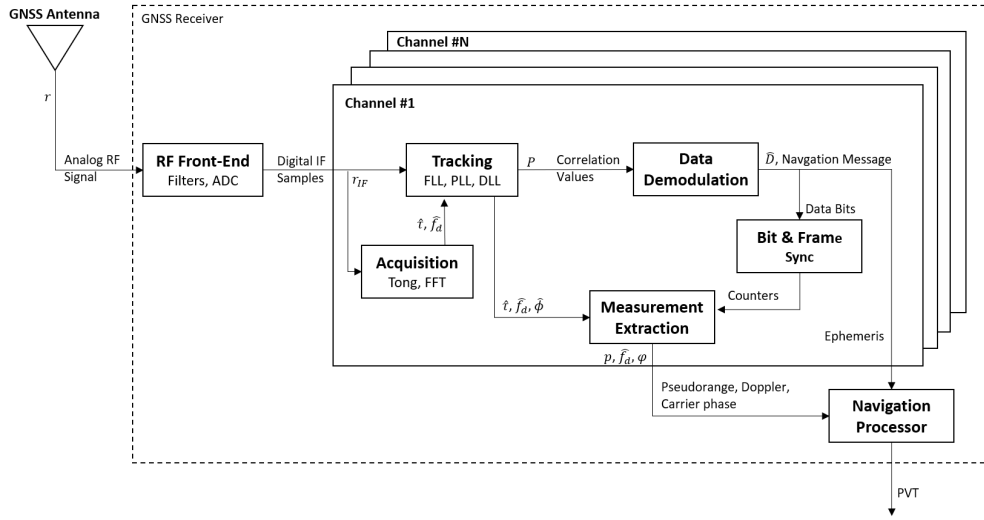 GNSS Antenna
GNSS Receiver
Channel #N
Channel #1
r
Analog RF
Signal
RF Front-End
Filters, ADC
Digital IF
Samples
r_{IF}
Tracking
FLL, PLL, DLL
P
Correlation
Values
Data
Demodulation
D̂, Navgation Message
Data Bits
t̂, f̂_d
Acquisition
Tong, FFT
Bit & Frame
Sync
Counters
t̂, f̂_d, ϕ̂
Measurement
Extraction
Ephemeris
p, f̂_d, φ
Pseudorange, Doppler,
Carrier phase
Navigation
Processor
PVT